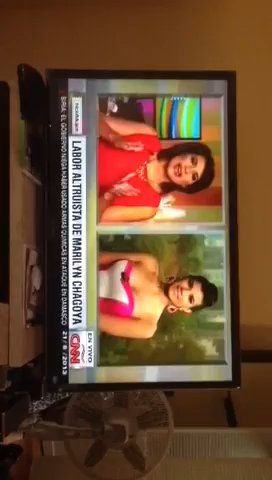 EN VIVO
CNN
LABOR ALTRUISTA DE MARILYN CHAGOYA
21/8/2013 SIRIA: EL GOBIERNO NIEGA HABER USADO ARMAS QUIMICAS EN ATAQUE EN DAMASCO